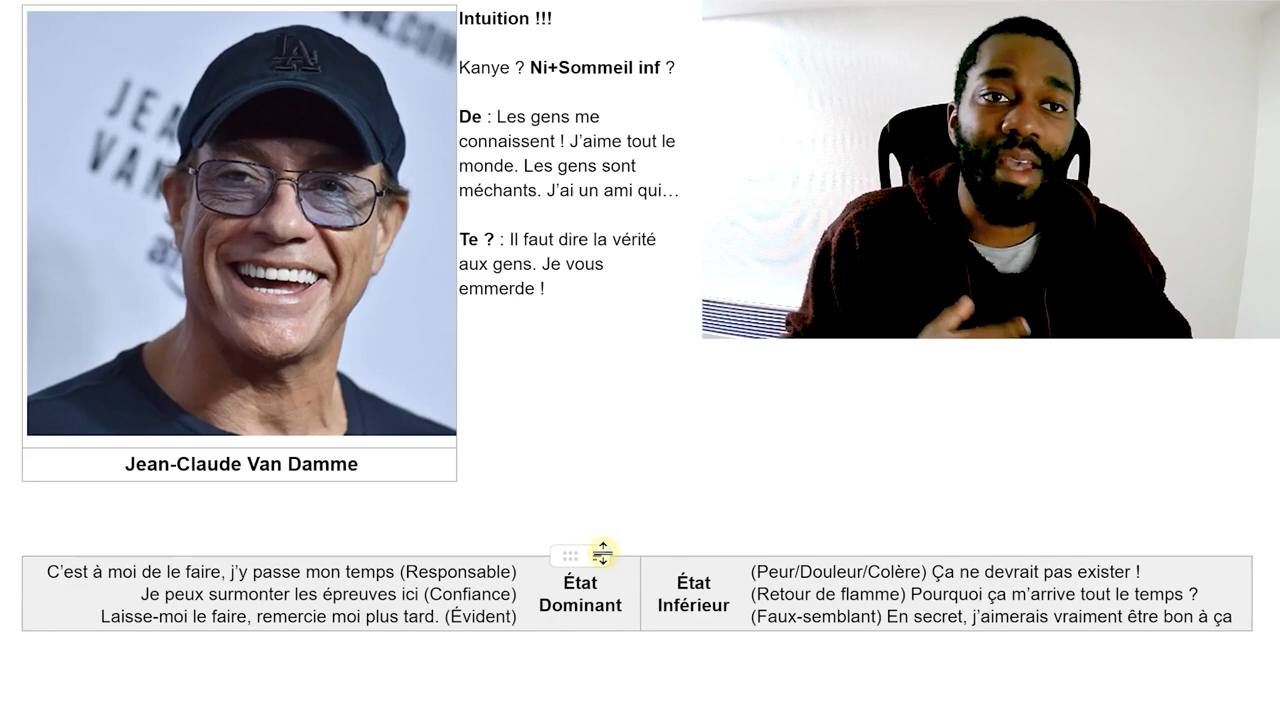 Intuition !!!
Kanye ? Ni+Sommeil inf ?
De : Les gens me
connaissent ! J’aime tout le
monde. Les gens sont
méchants. J’ai un ami qui…
Te ? : Il faut dire la vérité
aux gens. Je vous
emmerde !
LA
JEA
VAN
Jean-Claude Van Damme
C’est à moi de le faire, j’y passe mon temps (Responsable)
Je peux surmonter les épreuves ici (Confiance)
Laisse-moi le faire, remercie moi plus tard. (Évident)
État
Dominant
État
Inférieur
(Peur/Douleur/Colère) Ça ne devrait pas exister !
(Retour de flamme) Pourquoi ça m’arrive tout le temps ?
(Faux-semblant) En secret, j’aimerais vraiment être bon à ça